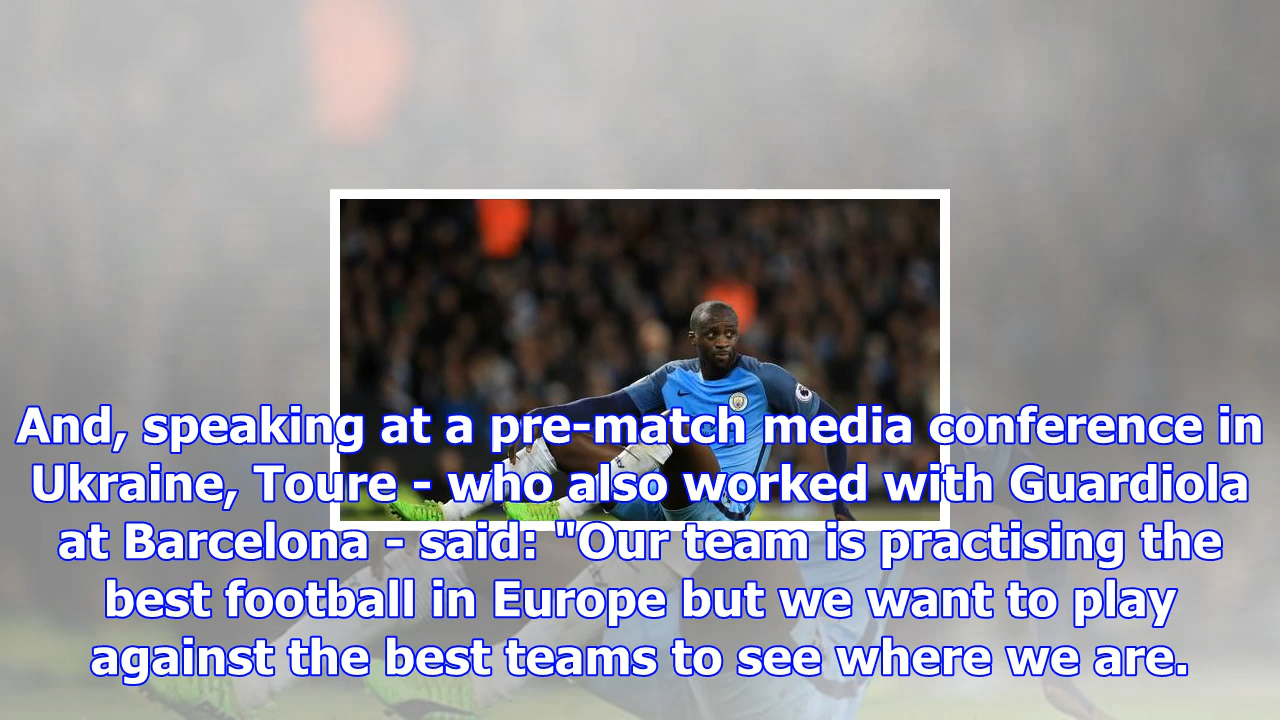 And, speaking at a pre-match media conference in
Ukraine, Toure - who also worked with Guardiola
at Barcelona - said: "Our team is practising the
best football in Europe but we want to play
against the best teams to see where we are.